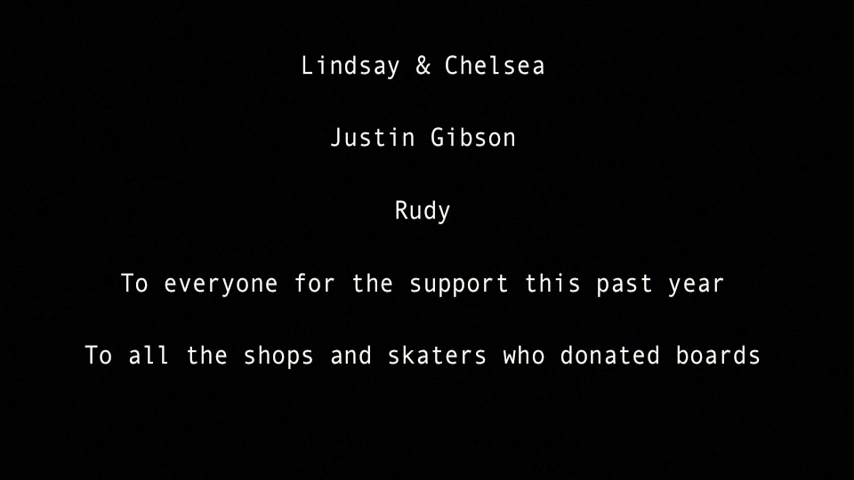 Lindsay & Chelsea
Justin Gibson
Rudy
To everyone for the support this past year
To all the shops and skaters who donated boards